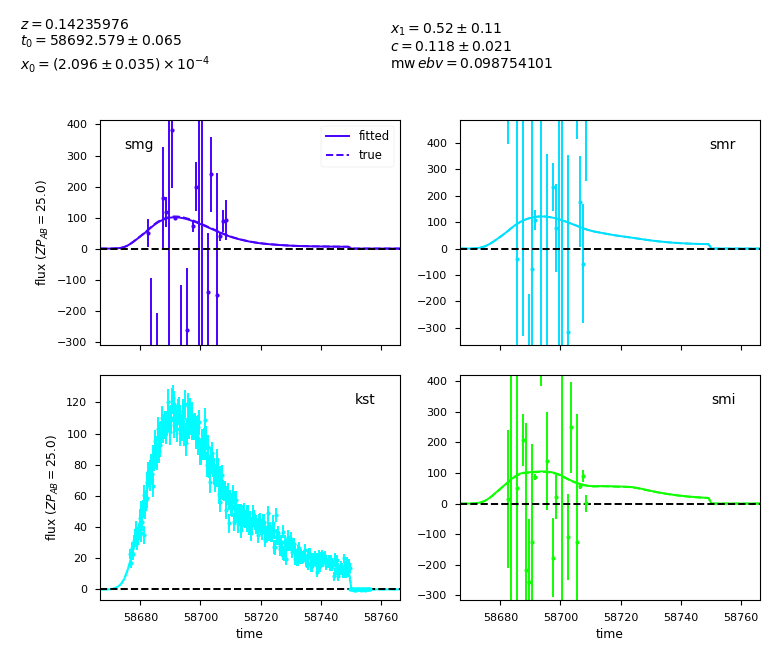 z = 0.14235976
t₀ = 58692.579 ± 0.065
x₀ = (2.096 ± 0.035) × 10⁻⁴
x₁ = 0.52 ± 0.11
c = 0.118 ± 0.021
mw ebv = 0.098754101
smg
fitted
true
400
300
200
100
0
−100
−200
−300
flux (ZP_AB = 25.0)
smr
400
300
200
100
0
−100
−200
−300
kst
120
100
80
60
40
20
0
flux (ZP_AB = 25.0)
58680 58700 58720 58740 58760
time
smi
400
300
200
100
0
−100
−200
−300
58680 58700 58720 58740 58760
time